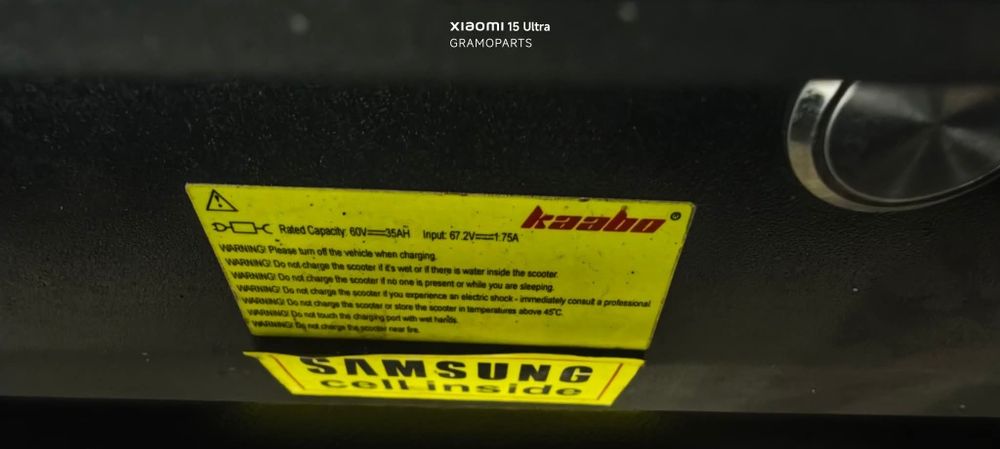 XIAOMI 15 Ultra
GRAMOPARTS
kaabo®
Rated Capacity: 60V⎓35AH Input: 67.2V⎓1.75A
WARNING! Please turn off the vehicle when charging.
WARNING! Do not charge the scooter if it's wet or if there is water inside the scooter.
WARNING! Do not charge the scooter if no one is present or while you are sleeping.
WARNING! Do not charge the scooter if you experience an electric shock - immediately consult a professional
WARNING! Do not charge the scooter or store the scooter in temperatures above 45°C.
WARNING! Do not touch the charging port with wet hands.
WARNING! Do not charge the scooter near fire.
SAMSUNG
cell inside